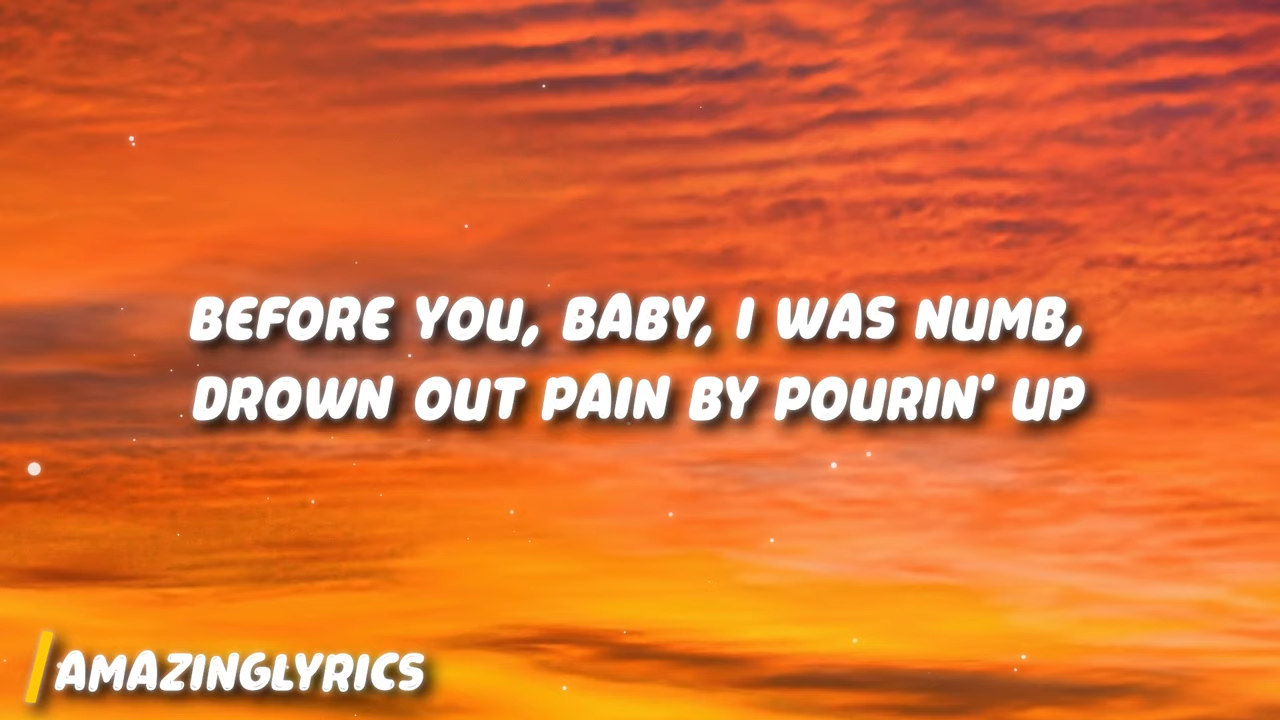 BEFORE YOU, BABY, I WAS NUMB,
DROWN OUT PAIN BY POURIN' UP
AMAZINGLYRICS